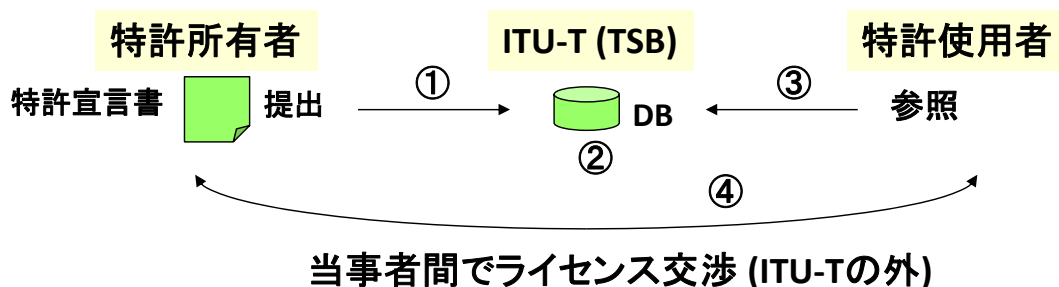 特許所有者 ITU-T (TSB) 特許使用者
特許宣言書 提出 ① ③ 参照
DB
②
④
当事者間でライセンス交渉 (ITU-Tの外)